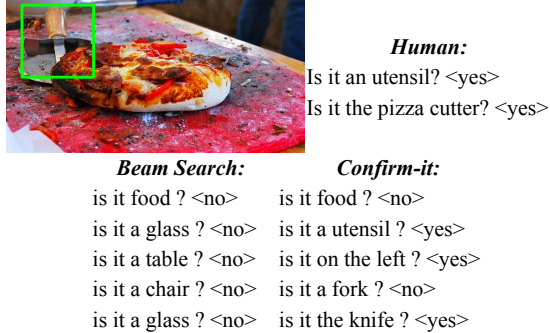 Human:
Is it an utensil? <yes>
Is it the pizza cutter? <yes>
Beam Search:
is it food ? <no>
is it a glass ? <no>
is it a table ? <no>
is it a chair ? <no>
is it a glass ? <no>
Confirm-it:
is it food ? <no>
is it a utensil ? <yes>
is it on the left ? <yes>
is it a fork ? <no>
is it the knife ? <yes>